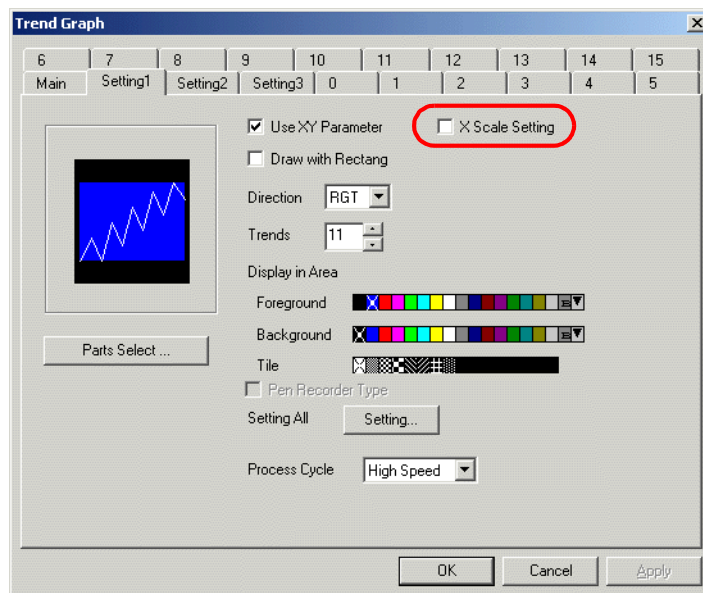 Trend Graph
6 7 8 9 10 11 12 13 14 15
Main Setting1 Setting2 Setting3 0 1 2 3 4 5
Use XY Parameter X Scale Setting
Draw with Rectang
Direction RGT
Trends 11
Display in Area
Foreground
Background
Parts Select ...
Tile
Pen Recorder Type
Setting All Setting...
Process Cycle High Speed
OK Cancel Apply